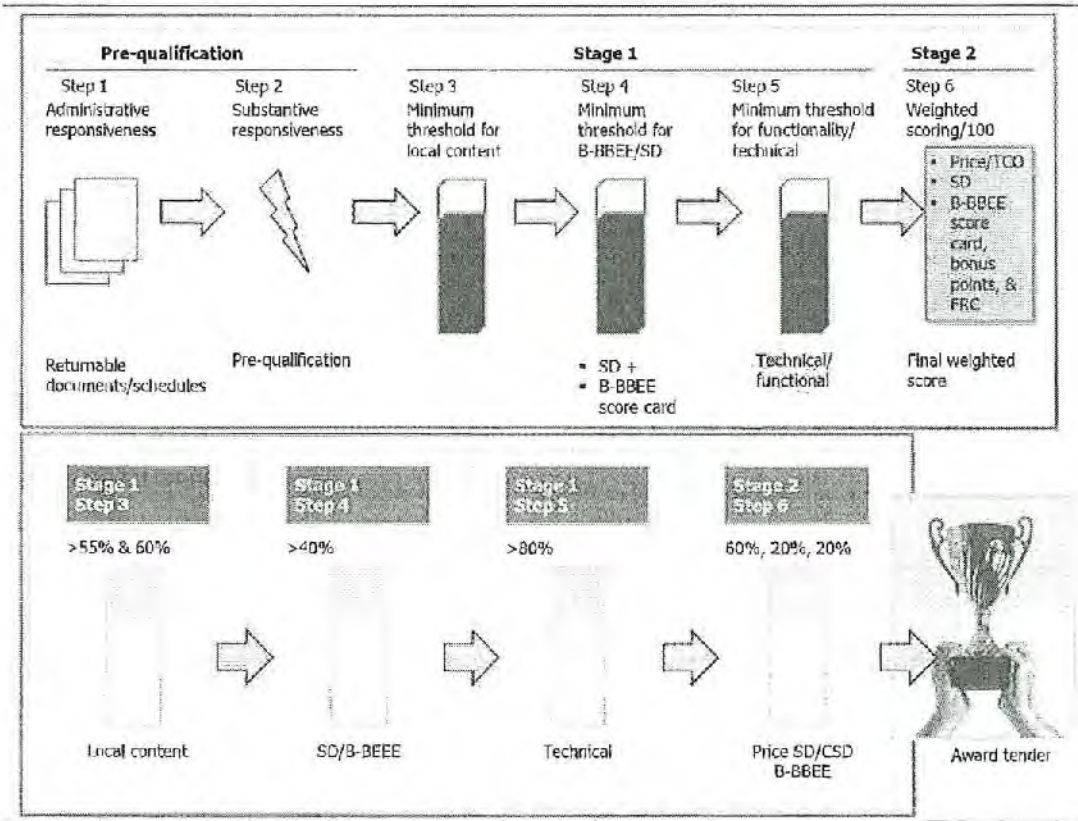 Pre-qualification
Stage 1
Stage 2
Step 1
Administrative
responsiveness
Step 2
Substantive
responsiveness
Step 3
Minimum
threshold for
local content
Step 4
Minimum
threshold for
B-BBEE/SD
Step 5
Minimum threshold
for functionality/
technical
Step 6
Weighted
scoring/100
• Price/TCO
• SD
• B-BBEE
score
card,
bonus
points, &
FRC
Returnable
documents/schedules
Pre-qualification
• SD +
• B-BBEE
score card
Technical/
functional
Final weighted
score
Stage 1
Step 3
Stage 1
Step 4
Stage 1
Step 5
Stage 2
Step 6
>55% & 60%
>40%
>80%
60%, 20%, 20%
Local content
SD/B-BEEE
Technical
Price SD/CSD
B-BBEE
Award tender